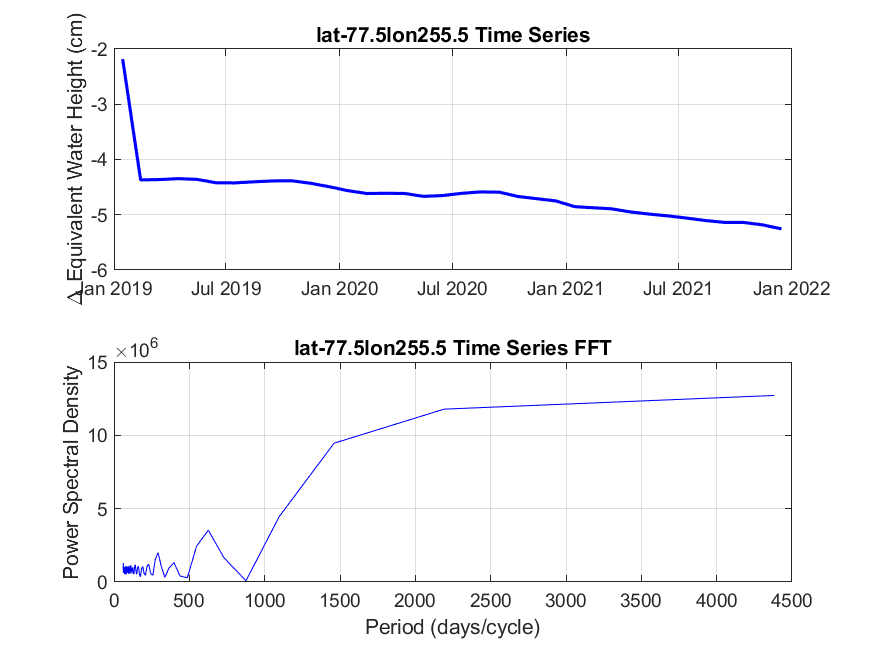 lat-77.5lon255.5 Time Series
Δ Equivalent Water Height (cm)
-2
-3
-4
-5
-6
Jan 2019 Jul 2019 Jan 2020 Jul 2020 Jan 2021 Jul 2021 Jan 2022
lat-77.5lon255.5 Time Series FFT
×10⁶
Power Spectral Density
15
10
5
0
0 500 1000 1500 2000 2500 3000 3500 4000 4500
Period (days/cycle)